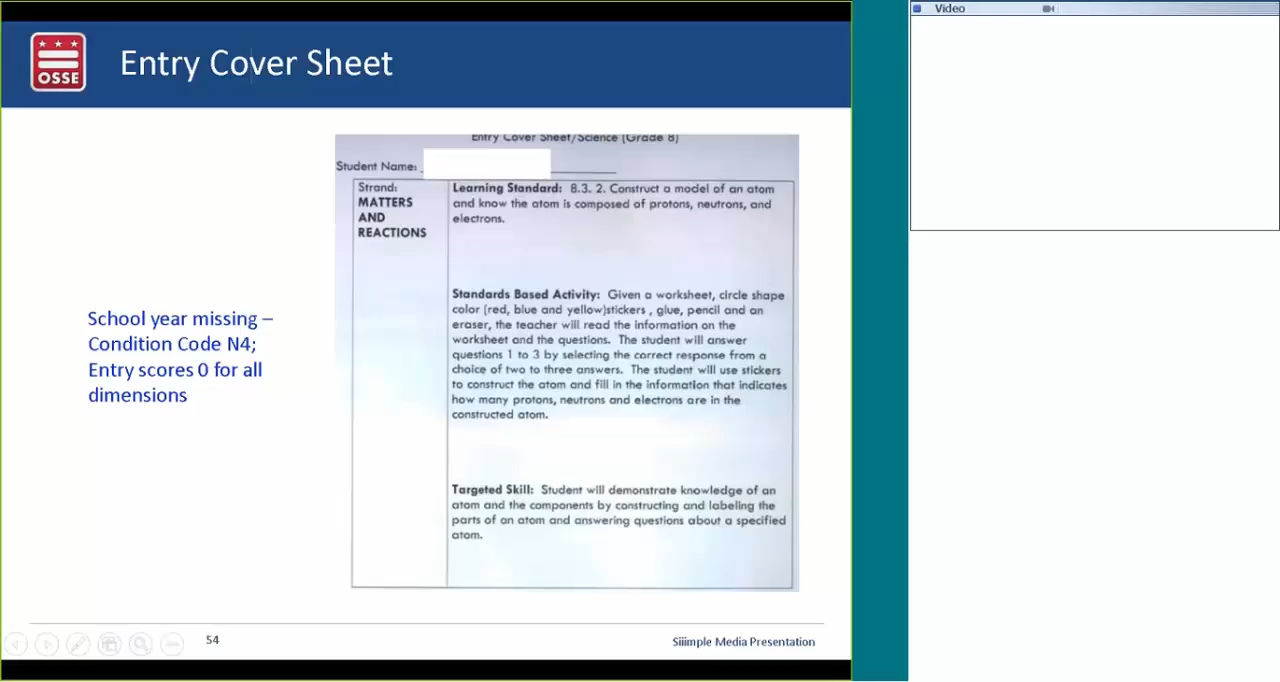 Video
OSSE
Entry Cover Sheet
Entry Cover Sheet/Science (Grade 8)
Student Name:
Strand:
MATTERS
AND
REACTIONS
Learning Standard: 8.3. 2. Construct a model of an atom
and know the atom is composed of protons, neutrons, and
electrons.
Standards Based Activity: Given a worksheet, circle shape
color (red, blue and yellow)stickers , glue, pencil and an
eraser, the teacher will read the information on the
worksheet and the questions. The student will answer
questions 1 to 3 by selecting the correct response from a
choice of two to three answers. The student will use stickers
to construct the atom and fill in the information that indicates
how many protons, neutrons and electrons are in the
constructed atom.
Targeted Skill: Student will demonstrate knowledge of an
atom and the components by constructing and labeling the
parts of an atom and answering questions about a specified
atom.
School year missing –
Condition Code N4;
Entry scores 0 for all
dimensions
54
Siiimple Media Presentation